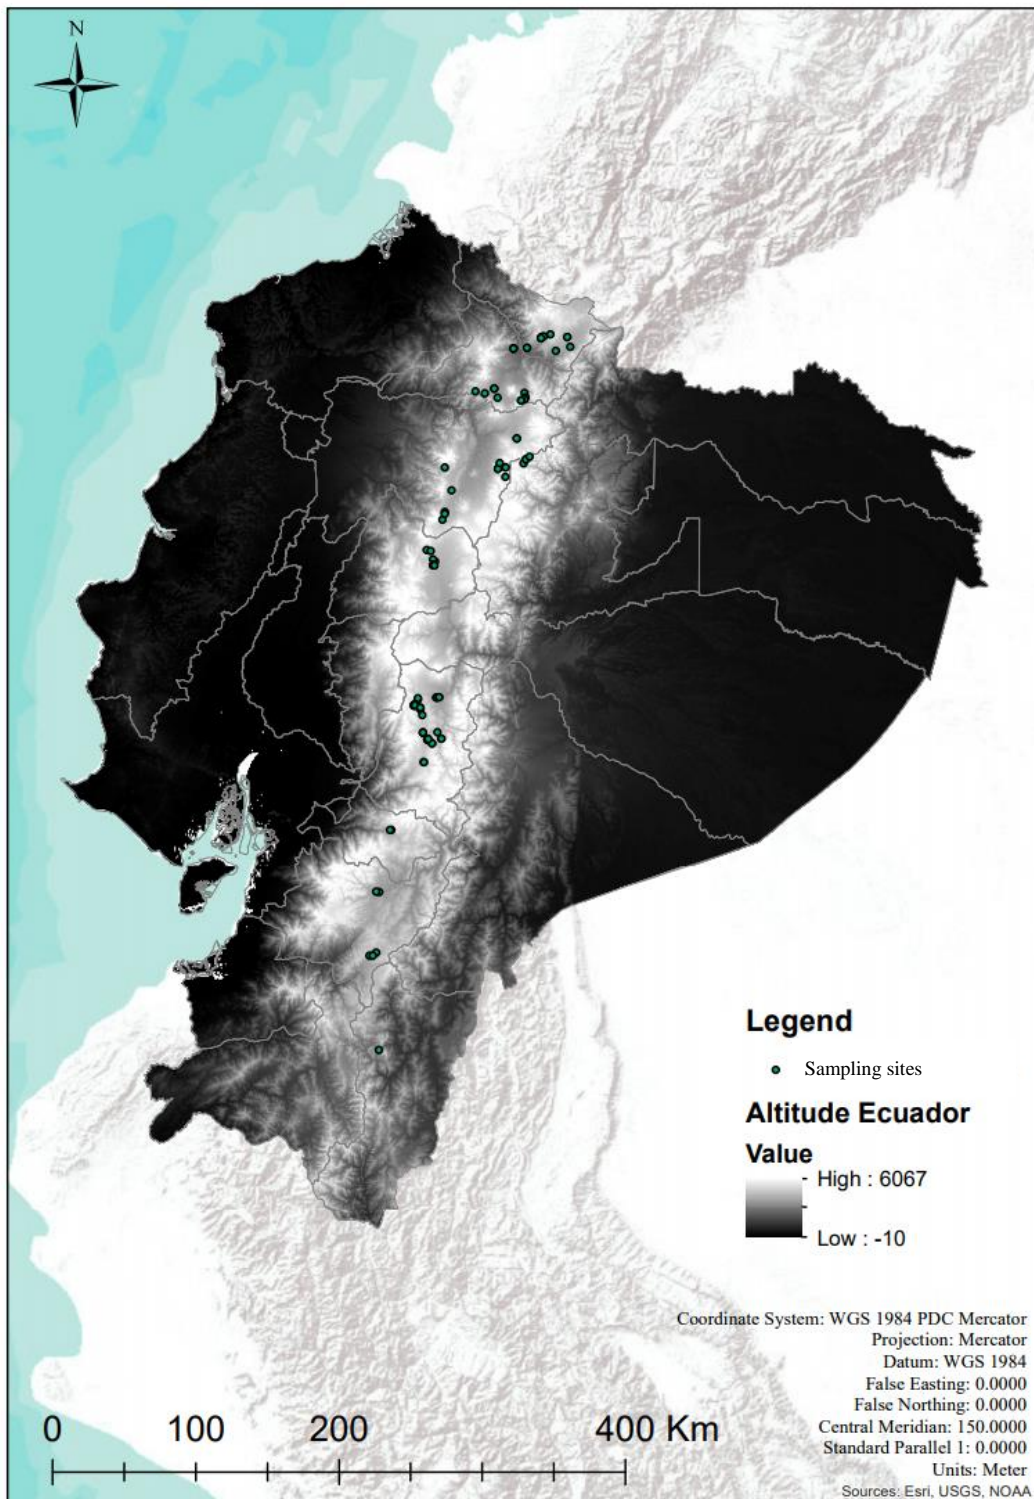 N
Legend
Sampling sites
Altitude Ecuador
Value
High : 6067
Low : -10
Coordinate System: WGS 1984 PDC Mercator
Projection: Mercator
Datum: WGS 1984
False Easting: 0.0000
False Northing: 0.0000
Central Meridian: 150.0000
Standard Parallel 1: 0.0000
Units: Meter
Sources: Esri, USGS, NOAA
0 100 200 400 Km